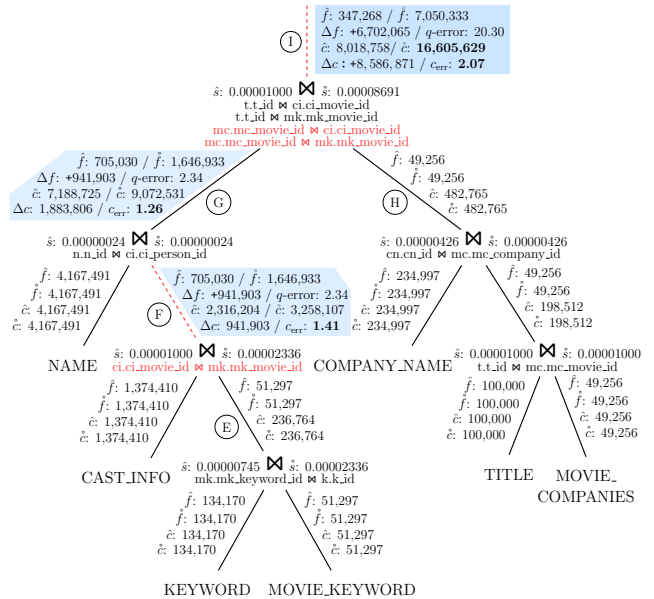 f̂: 347,268 / f̊: 7,050,333
Δf: +6,702,065 / q-error: 20.30
ĉ: 8,018,758/ c̊: 16,605,629
Δc : +8,586,871 / c_err: 2.07
I
ŝ: 0.00001000 ⋈ s̊: 0.00008691
t.t_id ⋈ ci.ci_movie_id
t.t_id ⋈ mk.mk_movie_id
mc.mc_movie_id ⋈ ci.ci_movie_id
mc.mc_movie_id ⋈ mk.mk_movie_id
f̂: 705,030 / f̊: 1,646,933
Δf: +941,903 / q-error: 2.34
ĉ: 7,188,725 / c̊: 9,072,531
Δc: 1,883,806 / c_err: 1.26
G
f̂: 49,256
f̊: 49,256
ĉ: 482,765
c̊: 482,765
H
ŝ: 0.00000024 ⋈ s̊: 0.00000024
n.n_id ⋈ ci.ci_person_id
ŝ: 0.00000426 ⋈ s̊: 0.00000426
cn.cn_id ⋈ mc.mc_company_id
f̂: 4,167,491
f̊: 4,167,491
ĉ: 4,167,491
c̊: 4,167,491
f̂: 705,030 / f̊: 1,646,933
Δf: +941,903 / q-error: 2.34
ĉ: 2,316,204 / c̊: 3,258,107
Δc: 941,903 / c_err: 1.41
F
f̂: 234,997
f̊: 234,997
ĉ: 234,997
c̊: 234,997
f̂: 49,256
f̊: 49,256
ĉ: 198,512
c̊: 198,512
NAME
ŝ: 0.00001000 ⋈ s̊: 0.00002336
ci.ci_movie_id ⋈ mk.mk_movie_id
COMPANY_NAME
ŝ: 0.00001000 ⋈ s̊: 0.00001000
t.t_id ⋈ mc.mc_movie_id
f̂: 1,374,410
f̊: 1,374,410
ĉ: 1,374,410
c̊: 1,374,410
f̂: 51,297
f̊: 51,297
ĉ: 236,764
c̊: 236,764
E
f̂: 100,000
f̊: 100,000
ĉ: 100,000
c̊: 100,000
f̂: 49,256
f̊: 49,256
ĉ: 49,256
c̊: 49,256
CAST_INFO
ŝ: 0.00000745 ⋈ s̊: 0.00002336
mk.mk_keyword_id ⋈ k.k_id
TITLE
MOVIE_
COMPANIES
f̂: 134,170
f̊: 134,170
ĉ: 134,170
c̊: 134,170
f̂: 51,297
f̊: 51,297
ĉ: 51,297
c̊: 51,297
KEYWORD
MOVIE_KEYWORD